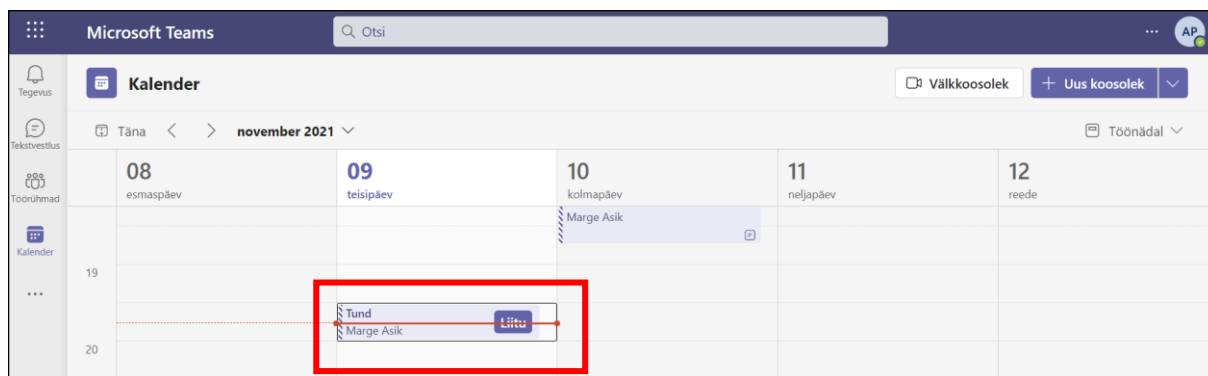 Microsoft Teams
Otsi
AP
Tegevus
Kalender
Välkkoosolek
Uus koosolek
Tekstvestlus
Täna
november 2021
Töönädal
Töörühmad
08
09
10
11
12
esmaspäev
teisipäev
kolmapäev
neljapäev
reede
Kalender
Marge Asik
19
Tund
Liitu
Marge Asik
20